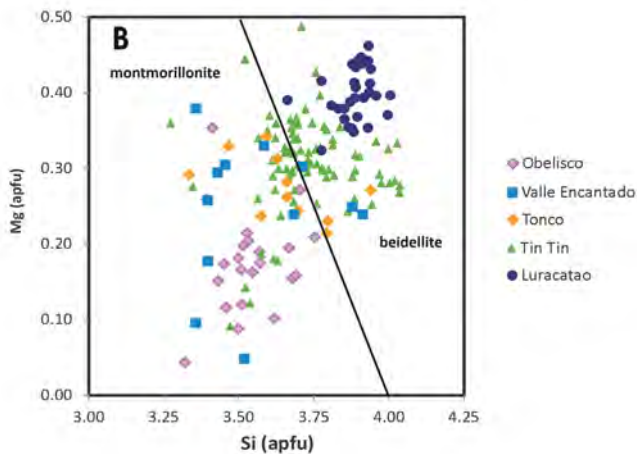 B
montmorillonite
beidellite
Mg (apfu)
0.50
0.40
0.30
0.20
0.10
0.00
3.00 3.25 3.50 3.75 4.00 4.25
Si (apfu)
Obelisco
Valle Encantado
Tonco
Tin Tin
Luracatao